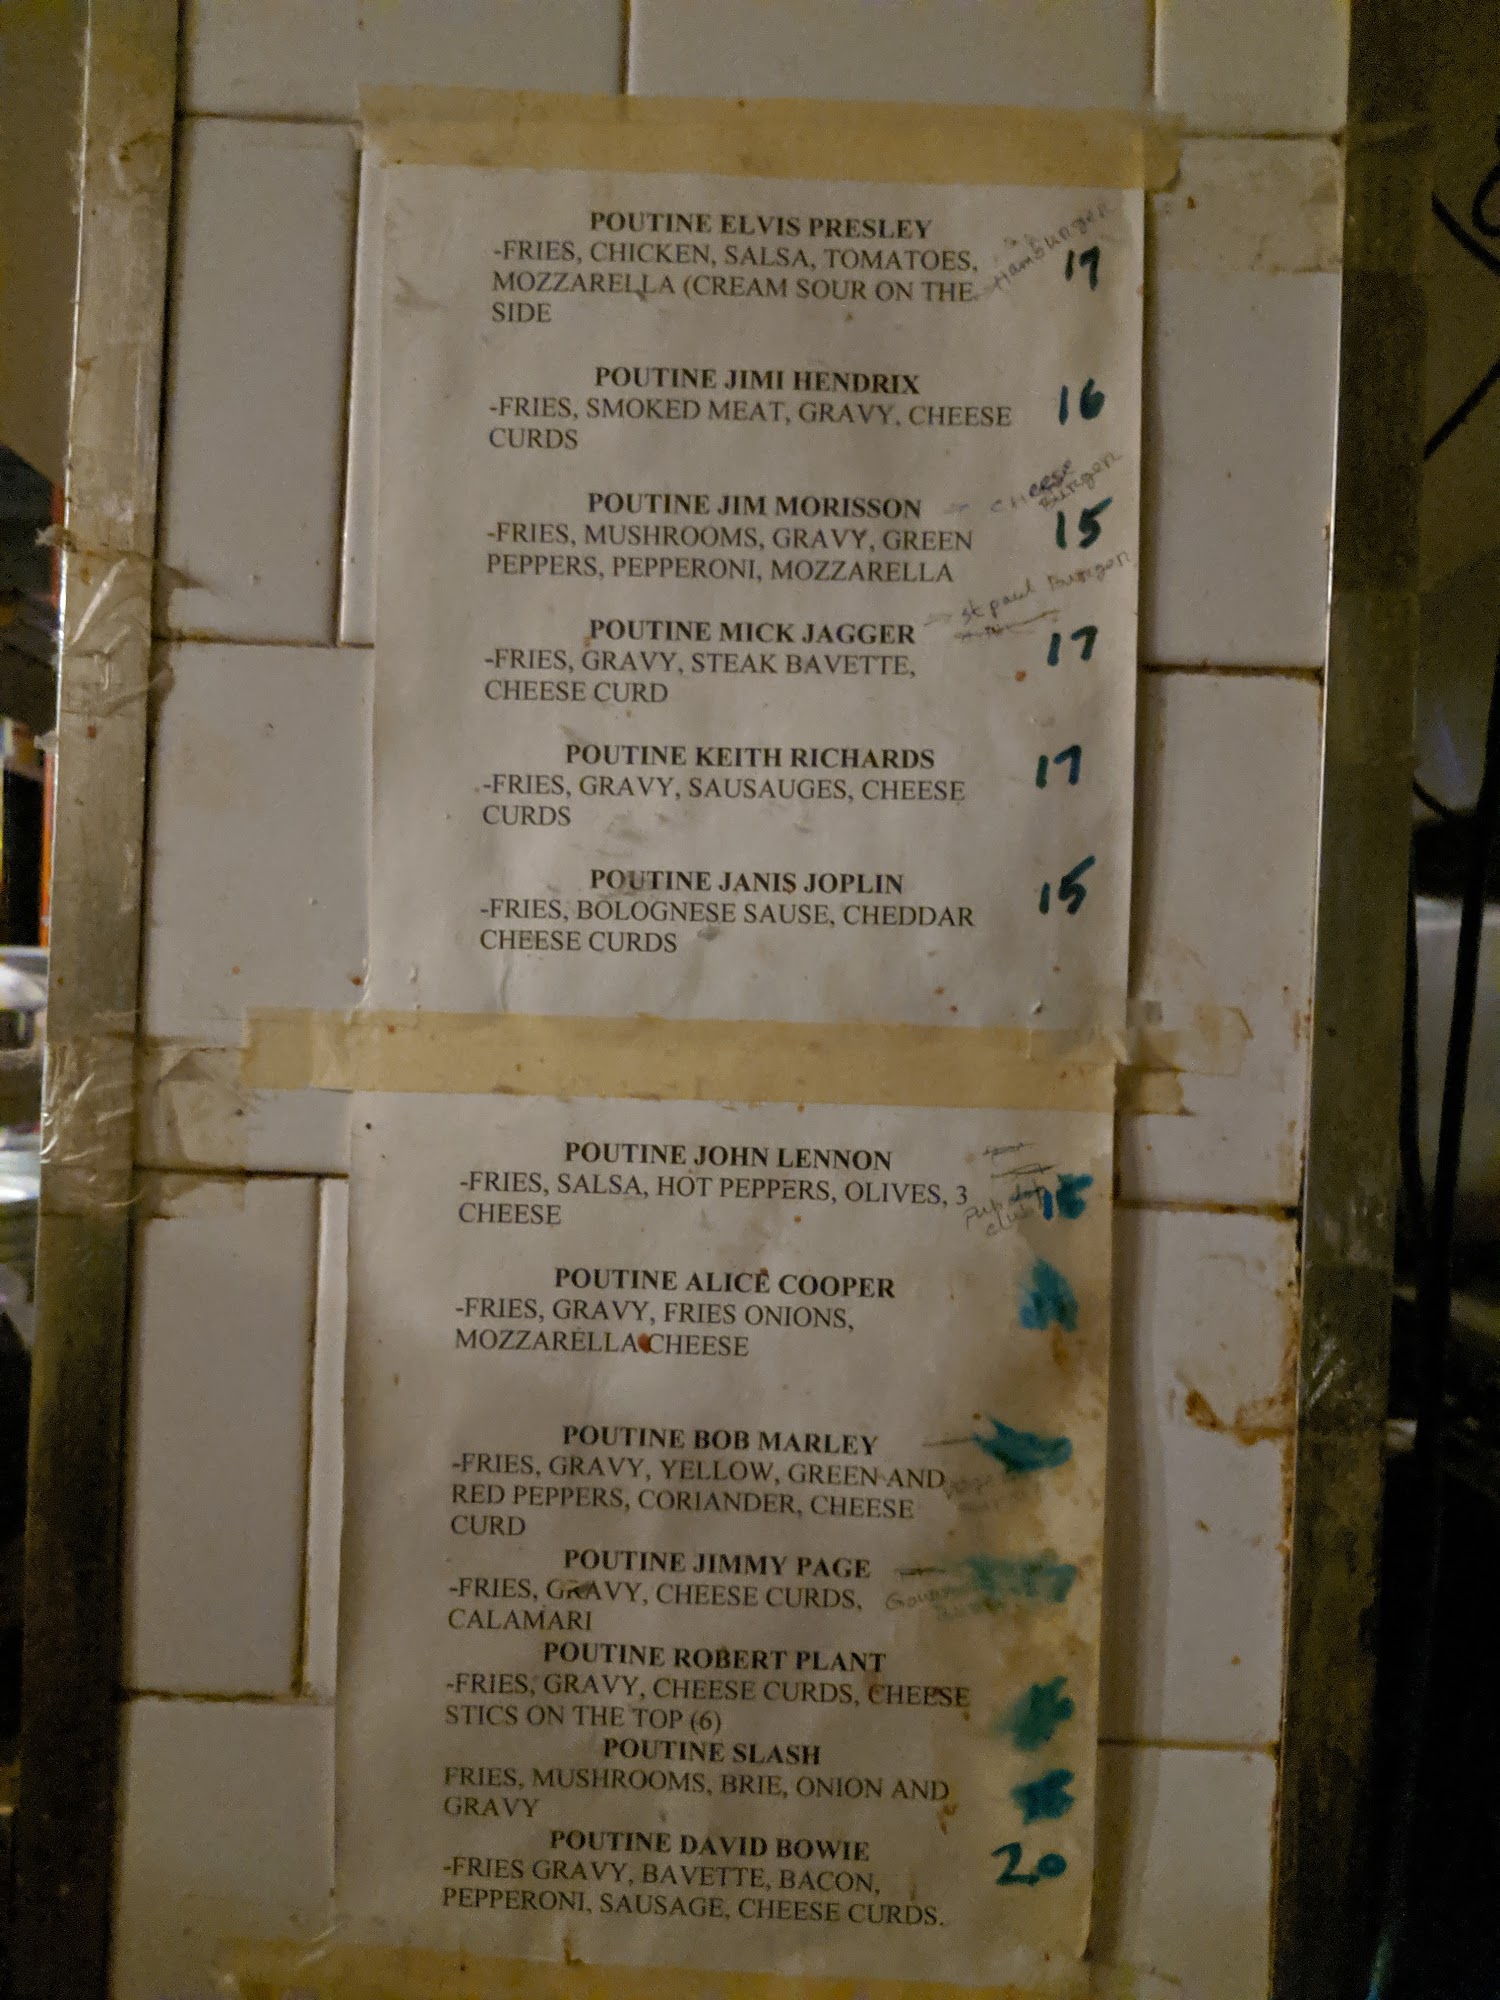 POUTINE ELVIS PRESLEY
-FRIES, CHICKEN, SALSA, TOMATOES, Hamburger 17
MOZZARELLA (CREAM SOUR ON THE
SIDE
POUTINE JIMI HENDRIX
-FRIES, SMOKED MEAT, GRAVY, CHEESE 16
CURDS
POUTINE JIM MORISSON CHEESE Burger
-FRIES, MUSHROOMS, GRAVY, GREEN 15
PEPPERS, PEPPERONI, MOZZARELLA
POUTINE MICK JAGGER St paul Burger 17
-FRIES, GRAVY, STEAK BAVETTE,
CHEESE CURD
POUTINE KEITH RICHARDS 17
-FRIES, GRAVY, SAUSAUGES, CHEESE
CURDS
POUTINE JANIS JOPLIN 15
-FRIES, BOLOGNESE SAUSE, CHEDDAR
CHEESE CURDS
POUTINE JOHN LENNON
-FRIES, SALSA, HOT PEPPERS, OLIVES, 3
CHEESE club
POUTINE ALICE COOPER
-FRIES, GRAVY, FRIES ONIONS,
MOZZARELLA CHEESE
POUTINE BOB MARLEY
-FRIES, GRAVY, YELLOW, GREEN AND
RED PEPPERS, CORIANDER, CHEESE
CURD
POUTINE JIMMY PAGE
-FRIES, GRAVY, CHEESE CURDS,
CALAMARI
POUTINE ROBERT PLANT
-FRIES, GRAVY, CHEESE CURDS, CHEESE
STICS ON THE TOP (6)
POUTINE SLASH
FRIES, MUSHROOMS, BRIE, ONION AND
GRAVY
POUTINE DAVID BOWIE 20
-FRIES GRAVY, BAVETTE, BACON,
PEPPERONI, SAUSAGE, CHEESE CURDS.